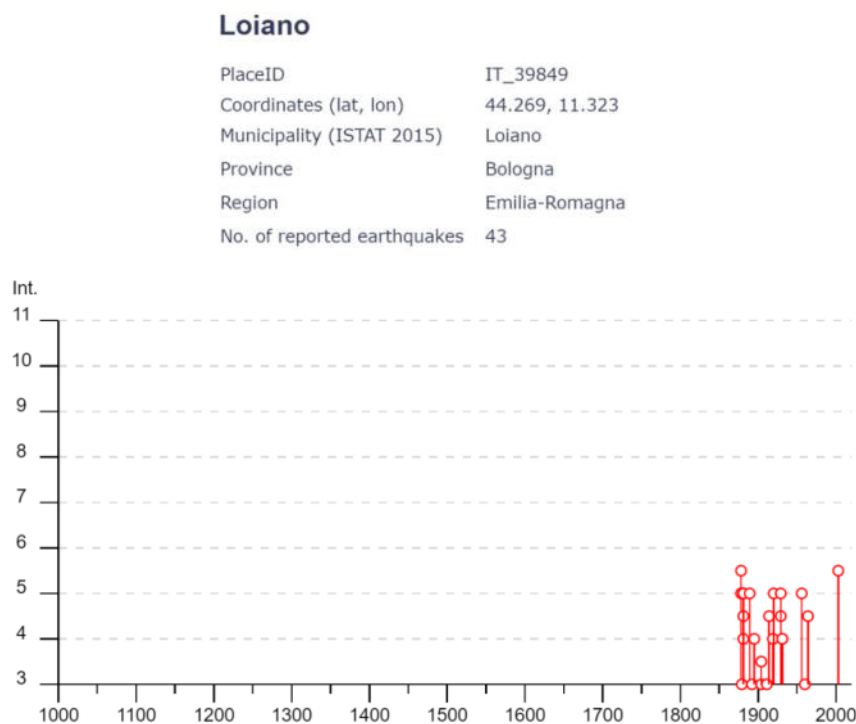 Loiano
PlaceID IT_39849
Coordinates (lat, lon) 44.269, 11.323
Municipality (ISTAT 2015) Loiano
Province Bologna
Region Emilia-Romagna
No. of reported earthquakes 43
Int.
11
10
9
8
7
6
5
4
3
1000 1100 1200 1300 1400 1500 1600 1700 1800 1900 2000